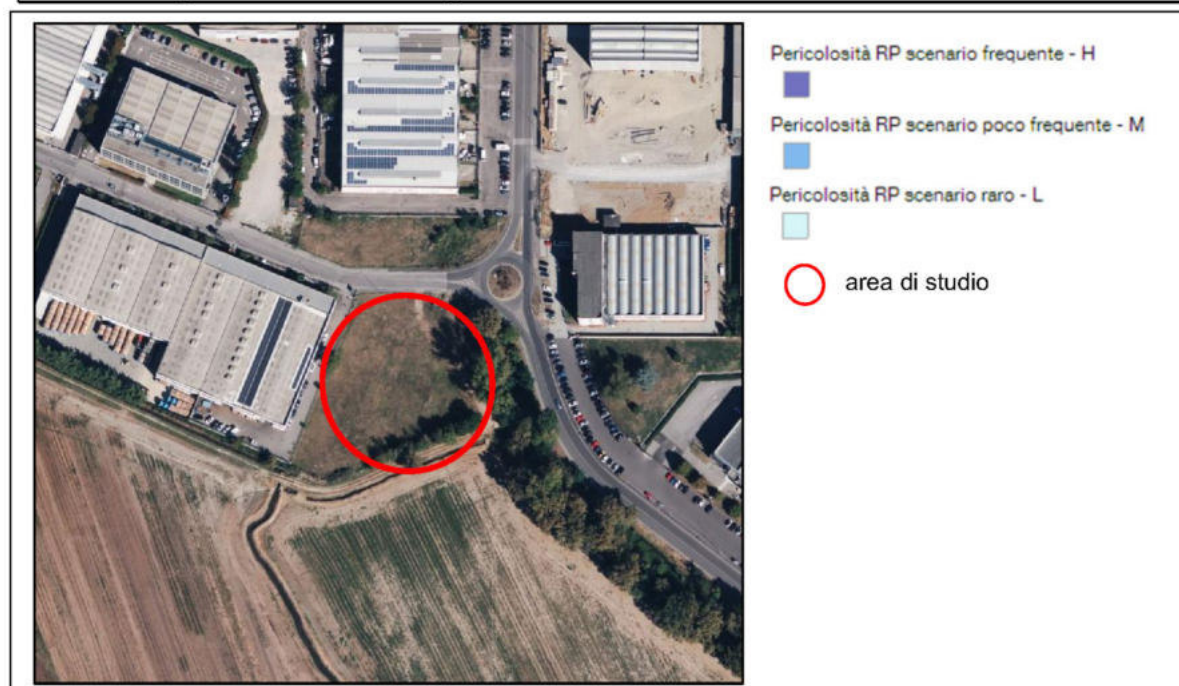 Pericolosità RP scenario frequente - H
Pericolosità RP scenario poco frequente - M
Pericolosità RP scenario raro - L
area di studio